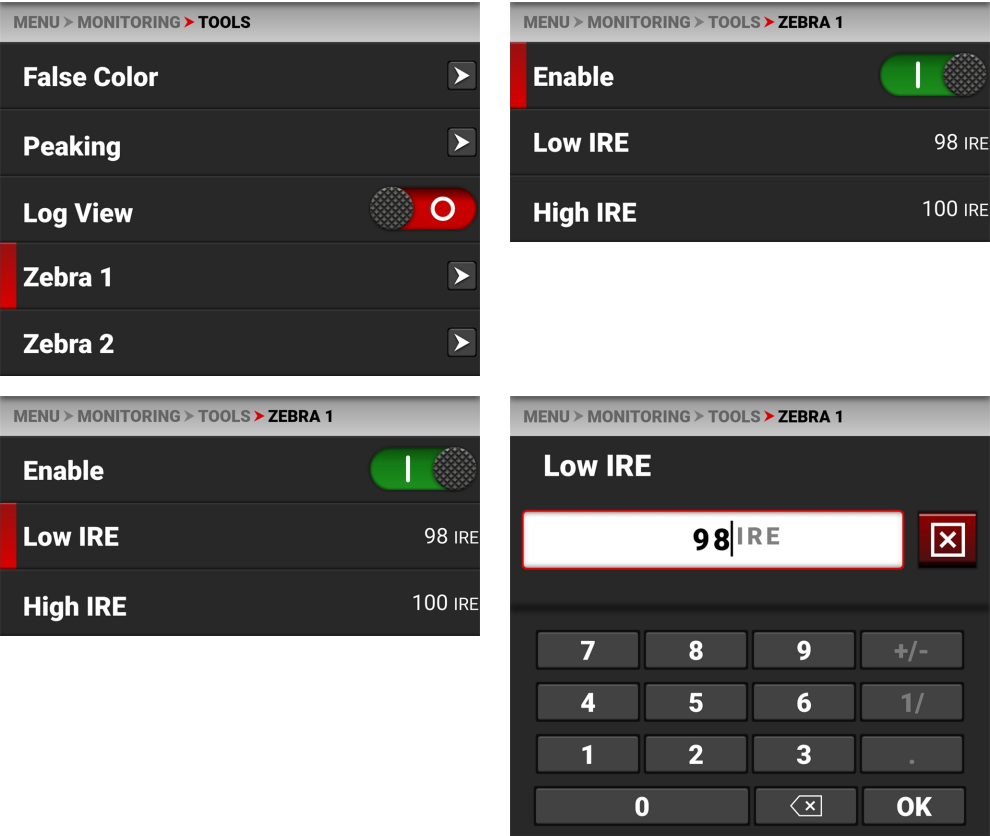 MENU > MONITORING > TOOLS
False Color
Peaking
Log View
Zebra 1
Zebra 2
MENU > MONITORING > TOOLS > ZEBRA 1
Enable
Low IRE 98 IRE
High IRE 100 IRE
MENU > MONITORING > TOOLS > ZEBRA 1
Enable
Low IRE 98 IRE
High IRE 100 IRE
MENU > MONITORING > TOOLS > ZEBRA 1
Low IRE
98 IRE
7 8 9 +/-
4 5 6 1/
1 2 3 .
0 OK